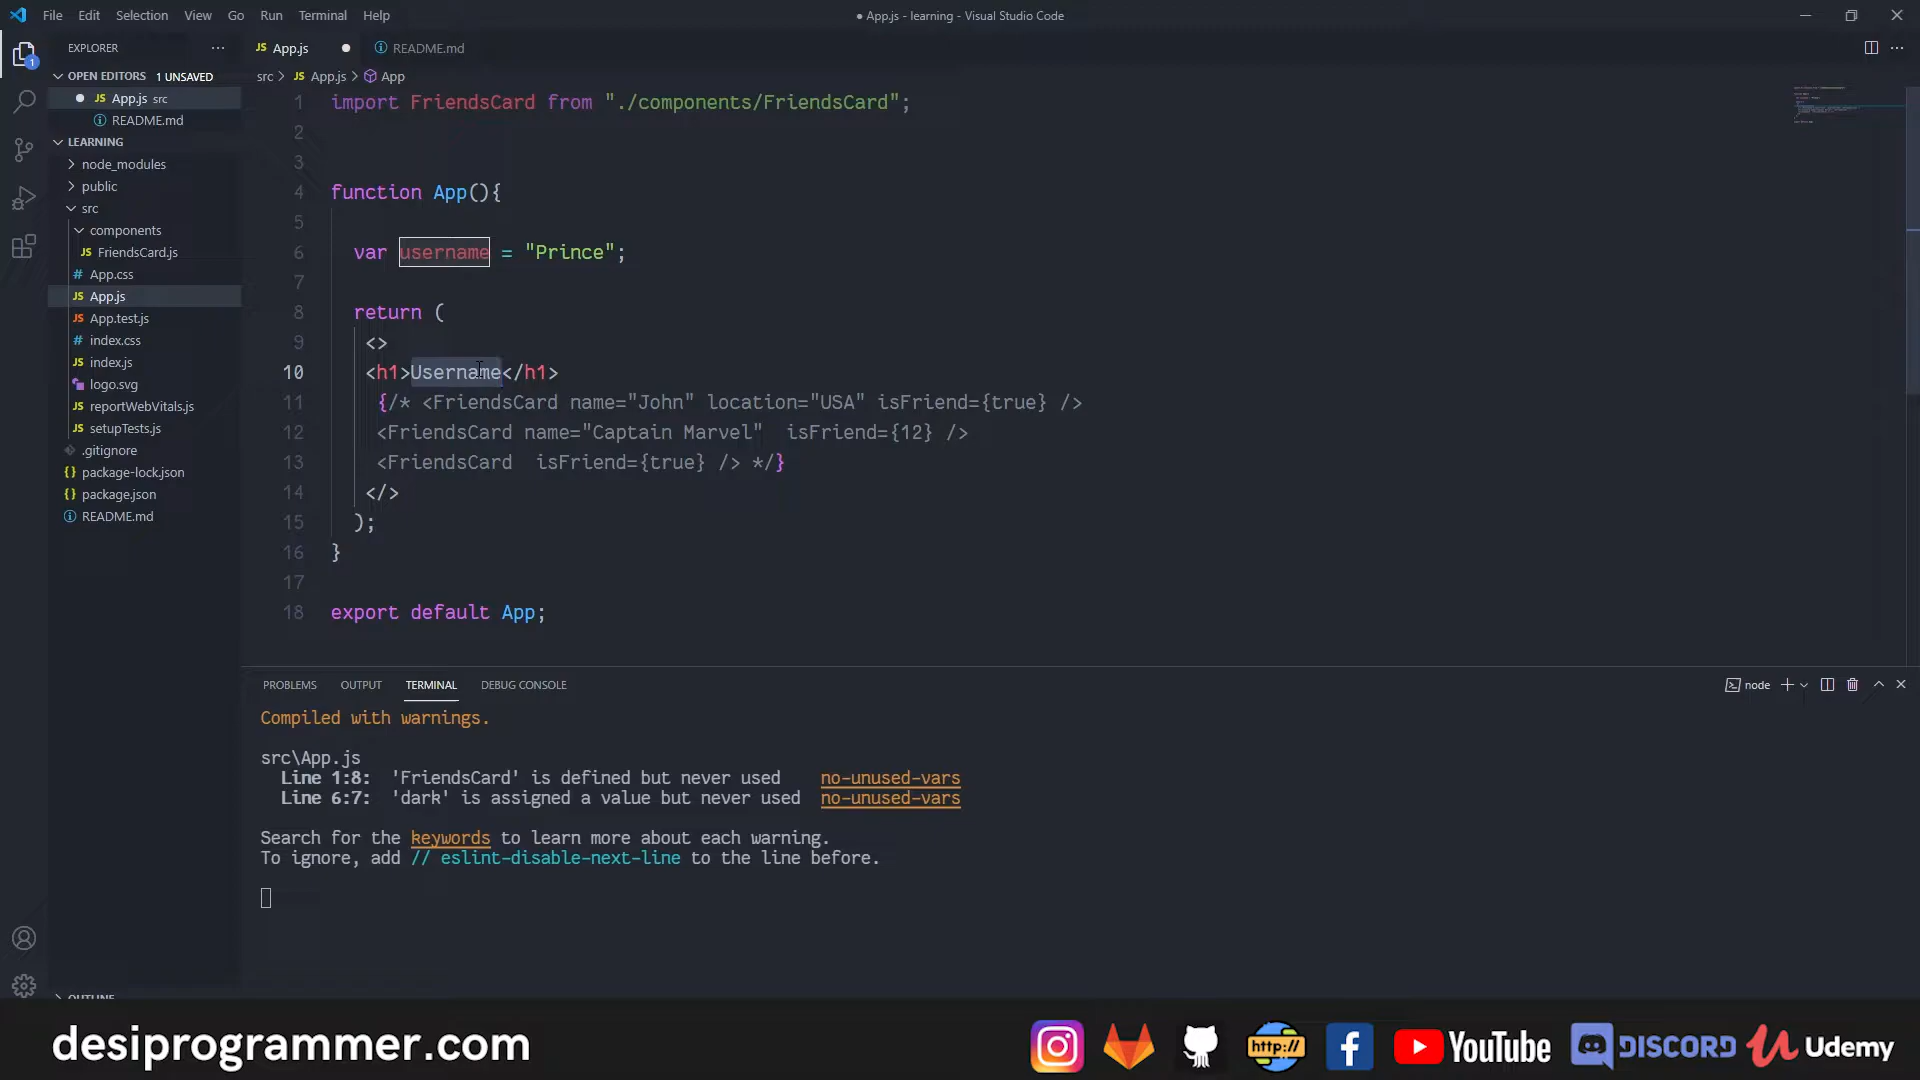 File Edit Selection View Go Run Terminal Help
● App.js - learning - Visual Studio Code
EXPLORER
1
OPEN EDITORS 1 UNSAVED
JS App.js src
README.md
LEARNING
node_modules
public
src
components
JS FriendsCard.js
# App.css
JS App.js
JS App.test.js
# index.css
JS index.js
logo.svg
JS reportWebVitals.js
JS setupTests.js
.gitignore
{} package-lock.json
{} package.json
README.md
OUTLINE
JS App.js ● README.md
src > JS App.js > App
1 import FriendsCard from "./components/FriendsCard";
2
3
4 function App(){
5
6 var username = "Prince";
7
8 return (
9 <>
10 <h1>Username</h1>
11 {/* <FriendsCard name="John" location="USA" isFriend={true} />
12 <FriendsCard name="Captain Marvel"  isFriend={12} />
13 <FriendsCard  isFriend={true} /> */}
14 </>
15 );
16 }
17
18 export default App;
PROBLEMS OUTPUT TERMINAL DEBUG CONSOLE
node
Compiled with warnings.
src\App.js
Line 1:8:  'FriendsCard' is defined but never used    no-unused-vars
Line 6:7:  'dark' is assigned a value but never used  no-unused-vars
Search for the keywords to learn more about each warning.
To ignore, add // eslint-disable-next-line to the line before.
desiprogrammer.com
http://
YouTube
DISCORD
Udemy